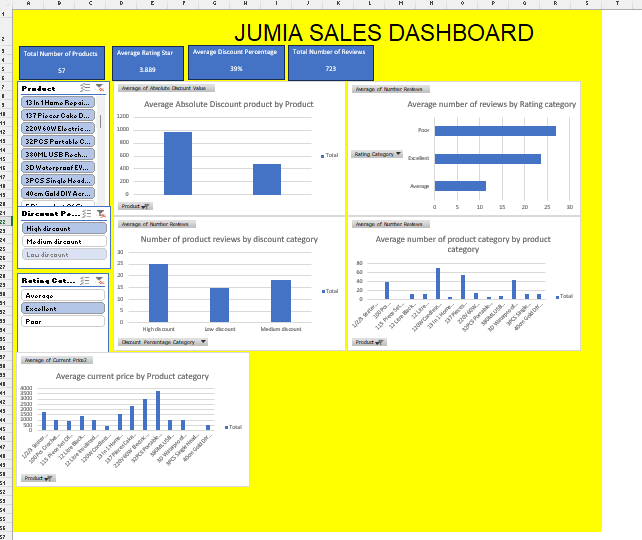 JUMIA SALES DASHBOARD
Total Number of Products
57
Average Rating Star
3.889
Average Discount Percentage
39%
Total Number of Reviews
723
Product
13 In 1 Home Repai...
137 Pieces Cake D...
220V 60W Electric...
32PCS Portable C...
380ML USB Rech...
3D Waterproof EV...
3PCS Single Head...
40cm Gold DIY Acr...
Discount Pe...
High discount
Medium discount
Low discount
Rating Cat...
Average
Excellent
Poor
Average of Absolute Discount Value
Average Absolute Discount product by Product
1200
1000
800
600
400
200
0
H
I
Total
Product
Average of Number Reviews
Average number of reviews by Rating category
Rating Category
Poor
Excellent
Average
0 5 10 15 20 25 30
Average of Number Reviews
Number of product reviews by discount category
30
25
20
15
10
5
0
High discount Low discount Medium discount
Discount Percentage Category
Average of Number Reviews
Average number of product category by product
category
80
60
40
20
0
Total
Product
Average of Current Price2
Average current price by Product category
4000
3500
3000
2500
2000
1500
1000
500
0
Total
Product